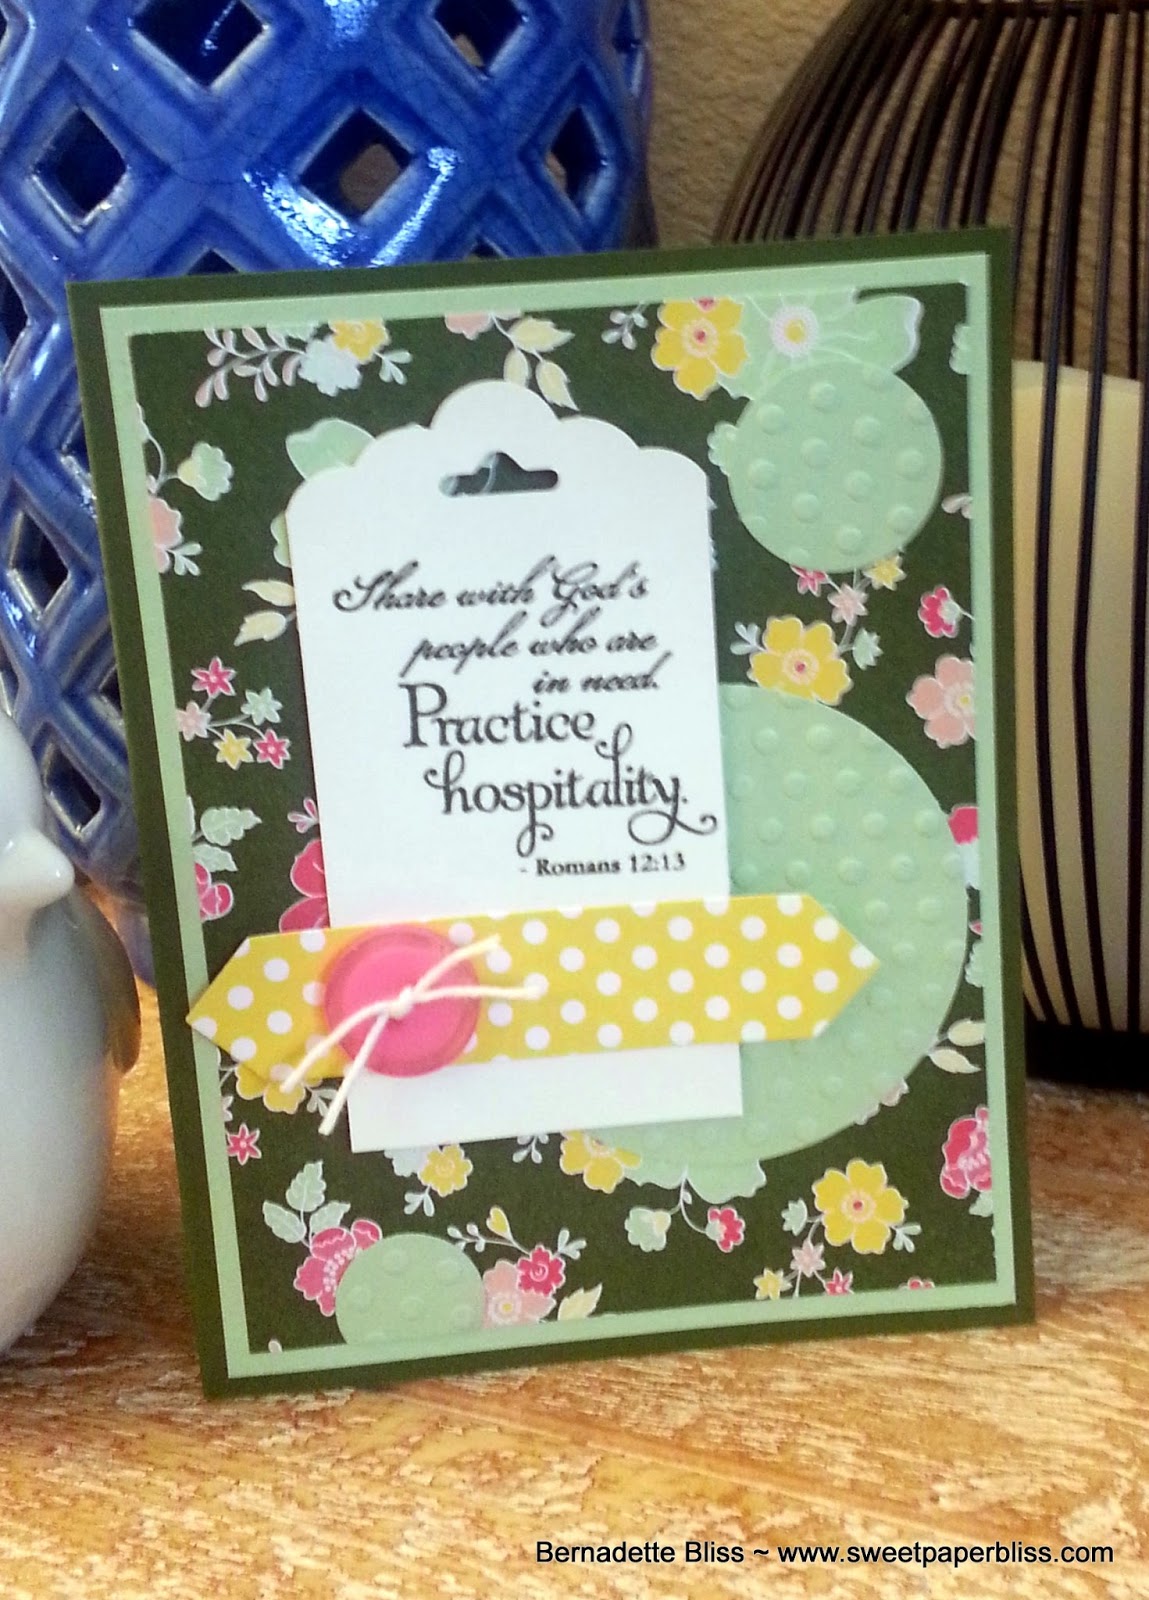 Share with God's
people who are
in need.
Practice
hospitality.
- Romans 12:13
Bernadette Bliss ~ www.sweetpaperbliss.com